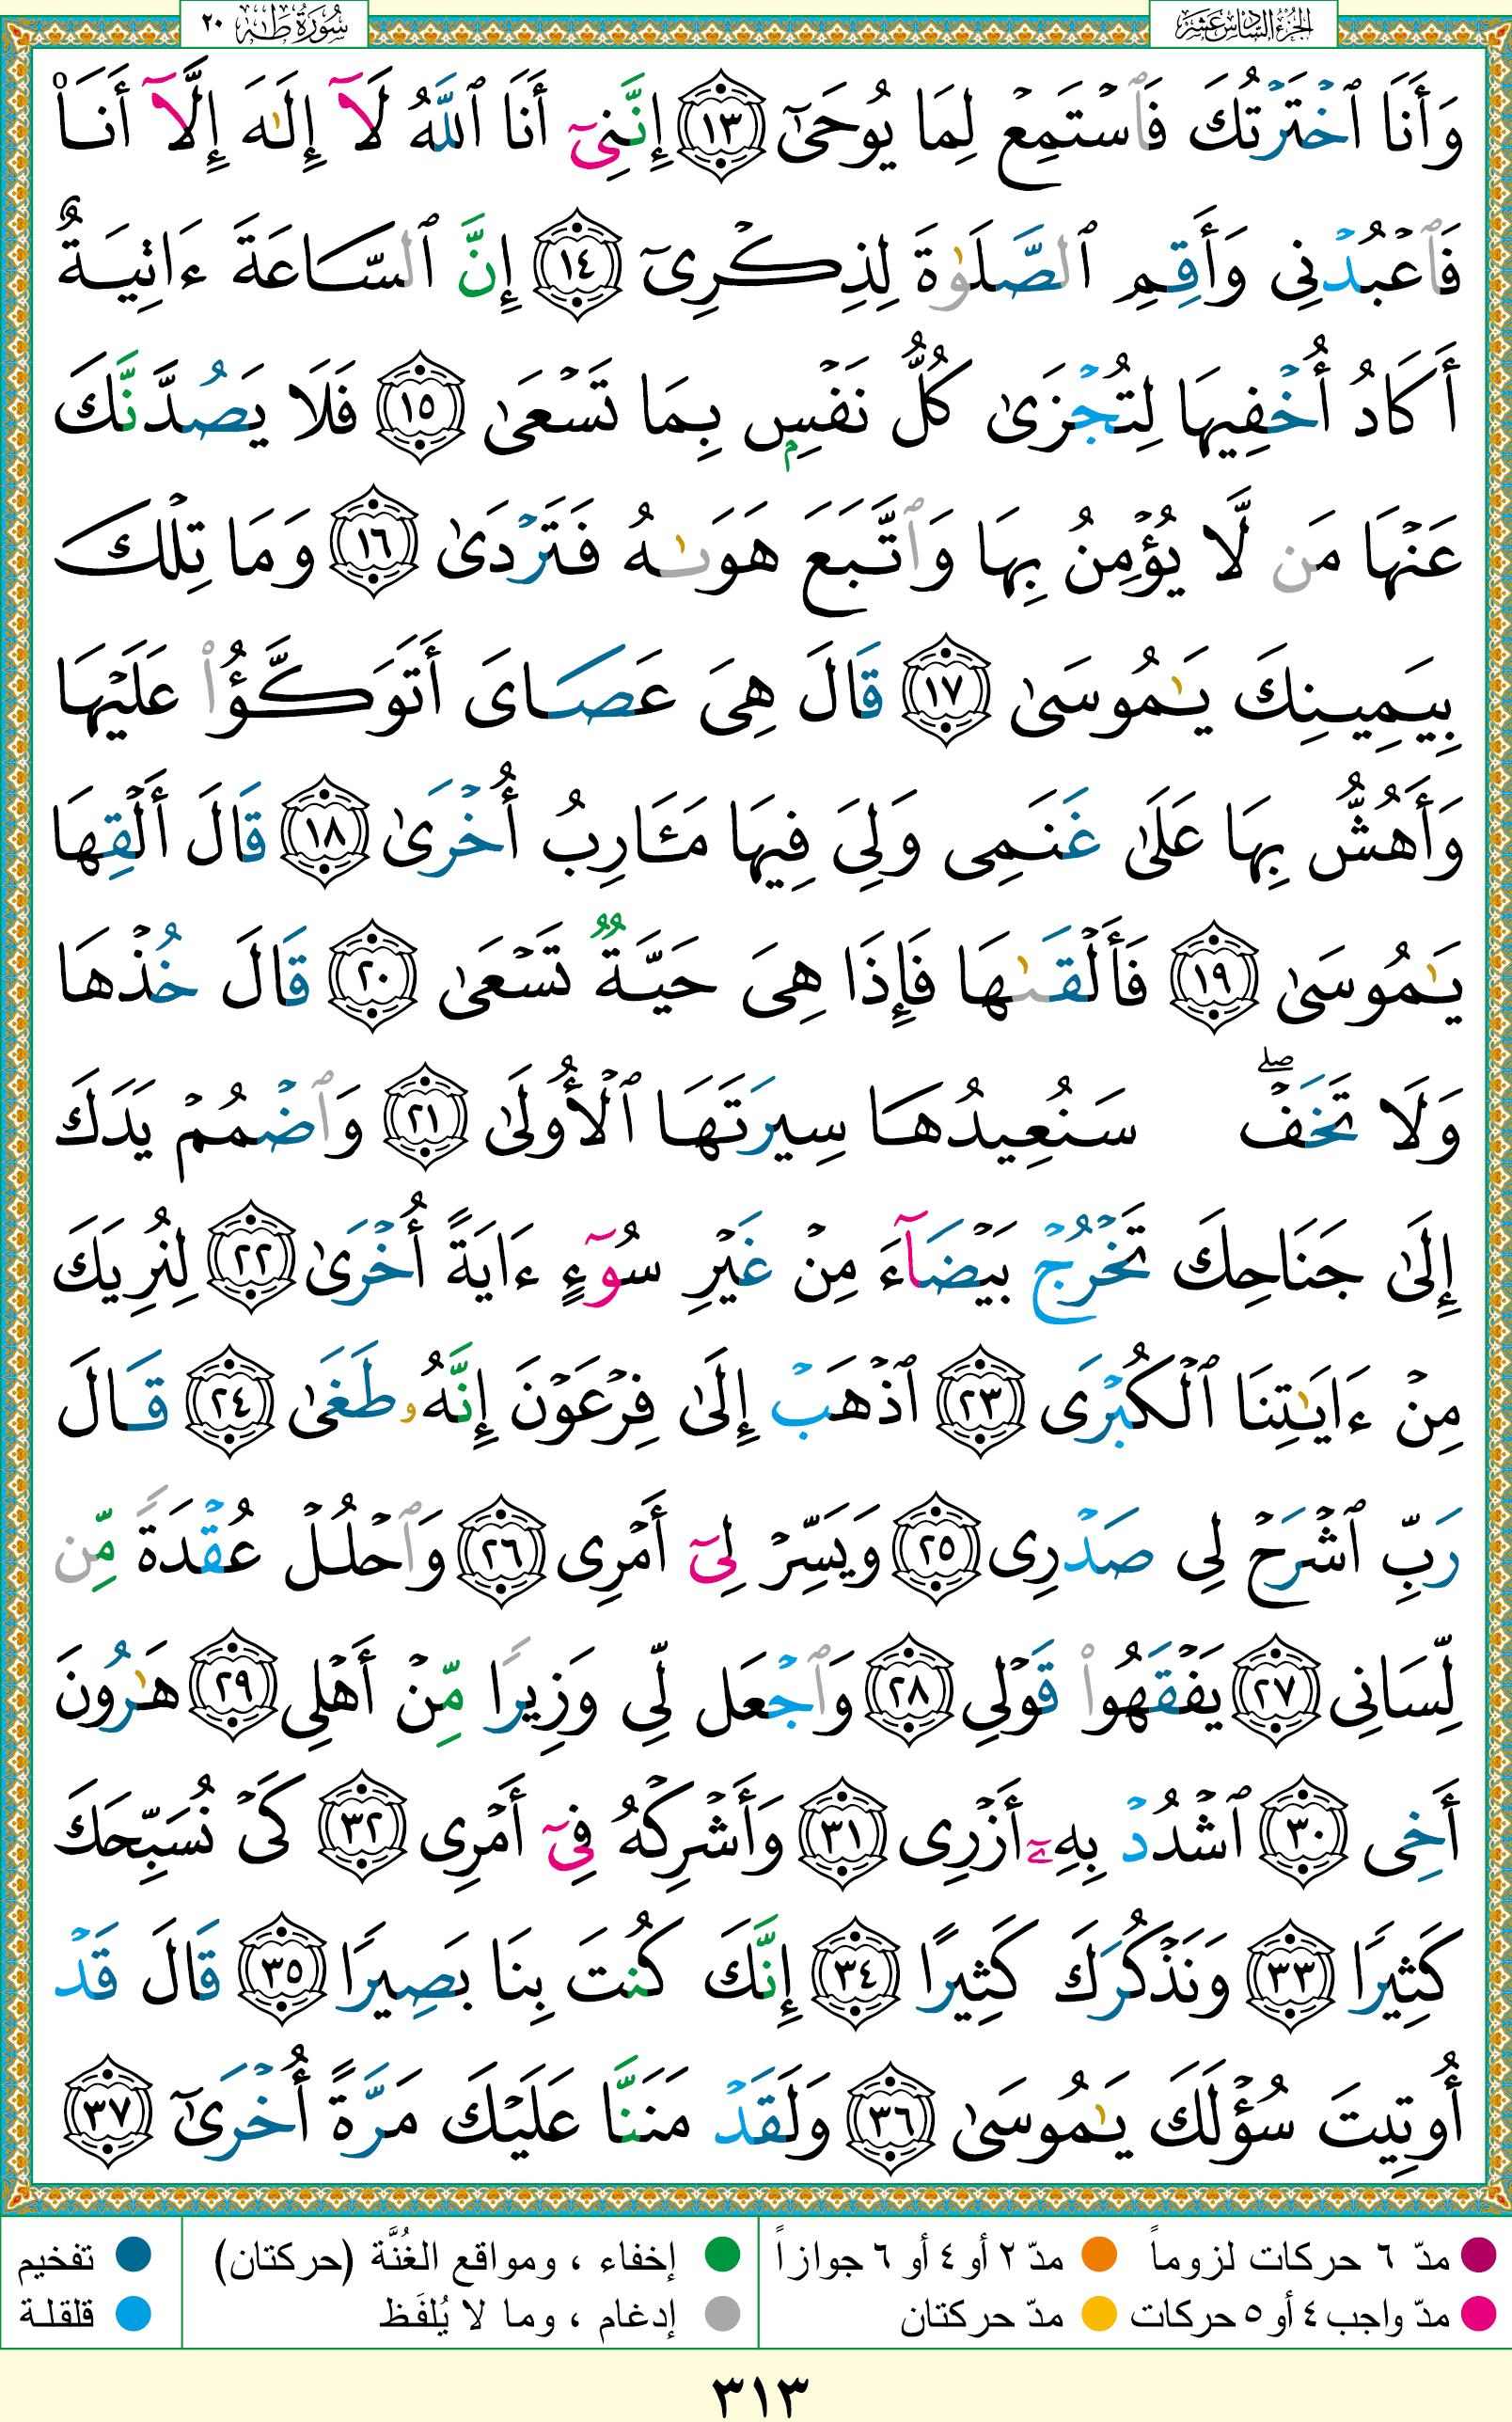 الجزء السادس عشر
سورة طه ٢٠
وَأَنَا ٱخْتَرْتُكَ فَٱسْتَمِعْ لِمَا يُوحَىٰٓ ١٣ إِنَّنِىٓ أَنَا ٱللَّهُ لَآ إِلَٰهَ إِلَّآ أَنَا۠
فَٱعْبُدْنِى وَأَقِمِ ٱلصَّلَوٰةَ لِذِكْرِىٓ ١٤ إِنَّ ٱلسَّاعَةَ ءَاتِيَةٌ
أَكَادُ أُخْفِيهَا لِتُجْزَىٰ كُلُّ نَفْسٍۭ بِمَا تَسْعَىٰ ١٥ فَلَا يَصُدَّنَّكَ
عَنْهَا مَن لَّا يُؤْمِنُ بِهَا وَٱتَّبَعَ هَوَىٰهُ فَتَرْدَىٰ ١٦ وَمَا تِلْكَ
بِيَمِينِكَ يَٰمُوسَىٰ ١٧ قَالَ هِىَ عَصَاىَ أَتَوَكَّؤُا۟ عَلَيْهَا
وَأَهُشُّ بِهَا عَلَىٰ غَنَمِى وَلِىَ فِيهَا مَـَٔارِبُ أُخْرَىٰ ١٨ قَالَ أَلْقِهَا
يَٰمُوسَىٰ ١٩ فَأَلْقَىٰهَا فَإِذَا هِىَ حَيَّةٌ تَسْعَىٰ ٢٠ قَالَ خُذْهَا
وَلَا تَخَفْ ۖ سَنُعِيدُهَا سِيرَتَهَا ٱلْأُولَىٰ ٢١ وَٱضْمُمْ يَدَكَ
إِلَىٰ جَنَاحِكَ تَخْرُجْ بَيْضَآءَ مِنْ غَيْرِ سُوٓءٍ ءَايَةً أُخْرَىٰ ٢٢ لِنُرِيَكَ
مِنْ ءَايَٰتِنَا ٱلْكُبْرَى ٢٣ ٱذْهَبْ إِلَىٰ فِرْعَوْنَ إِنَّهُۥ طَغَىٰ ٢٤ قَالَ
رَبِّ ٱشْرَحْ لِى صَدْرِى ٢٥ وَيَسِّرْ لِىٓ أَمْرِى ٢٦ وَٱحْلُلْ عُقْدَةً مِّن
لِّسَانِى ٢٧ يَفْقَهُوا۟ قَوْلِى ٢٨ وَٱجْعَل لِّى وَزِيرًا مِّنْ أَهْلِى ٢٩ هَٰرُونَ
أَخِى ٣٠ ٱشْدُدْ بِهِۦٓ أَزْرِى ٣١ وَأَشْرِكْهُ فِىٓ أَمْرِى ٣٢ كَىْ نُسَبِّحَكَ
كَثِيرًا ٣٣ وَنَذْكُرَكَ كَثِيرًا ٣٤ إِنَّكَ كُنتَ بِنَا بَصِيرًا ٣٥ قَالَ قَدْ
أُوتِيتَ سُؤْلَكَ يَٰمُوسَىٰ ٣٦ وَلَقَدْ مَنَنَّا عَلَيْكَ مَرَّةً أُخْرَىٰٓ ٣٧
مدّ ٦ حركات لزوماً مدّ ٢ أو ٤ أو ٦ جوازاً إخفاء ، ومواقع الغُنَّة (حركتان) تفخيم
مدّ واجب ٤ أو ٥ حركات مدّ حركتان إدغام ، وما لا يُلفَظ قلقلة
٣١٣